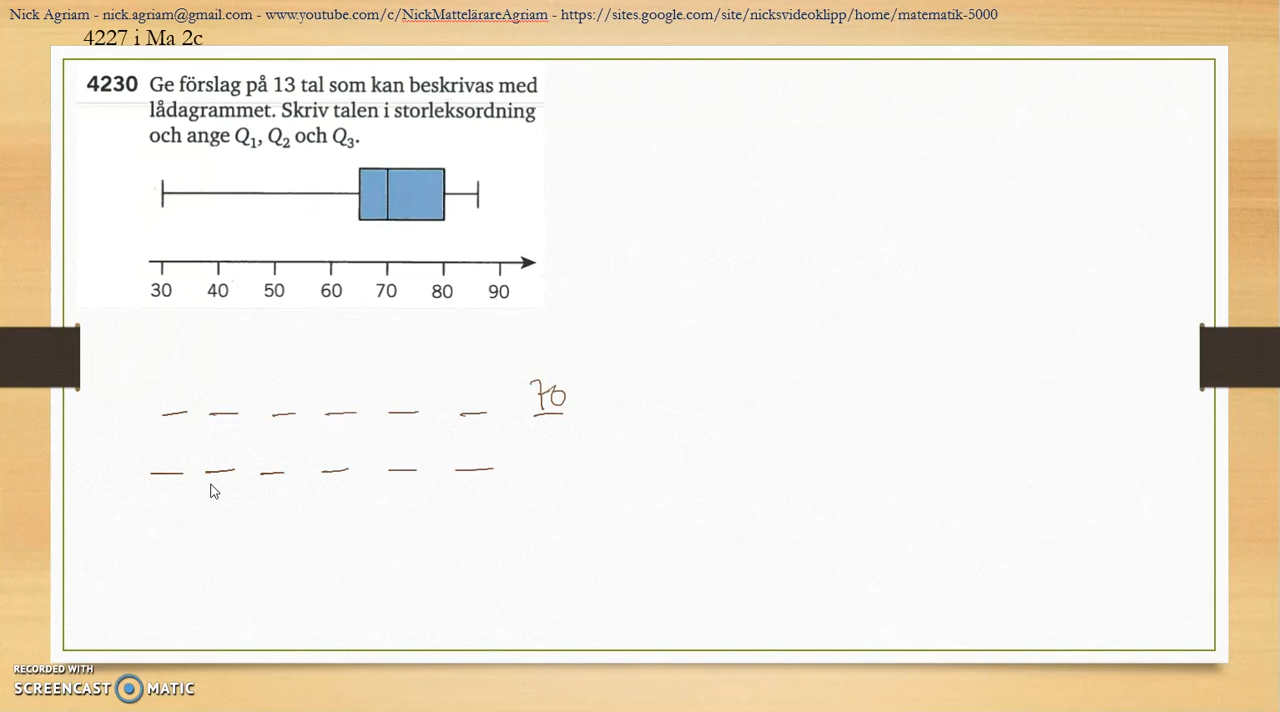 Nick Agriam - nick.agriam@gmail.com - www.youtube.com/c/NickMattelärareAgriam - https://sites.google.com/site/nicksvideoklipp/home/matematik-5000
4227 i Ma 2c
4230 Ge förslag på 13 tal som kan beskrivas med
lådagrammet. Skriv talen i storleksordning
och ange Q₁, Q₂ och Q₃.
30 40 50 60 70 80 90
70
RECORDED WITH
SCREENCAST MATIC